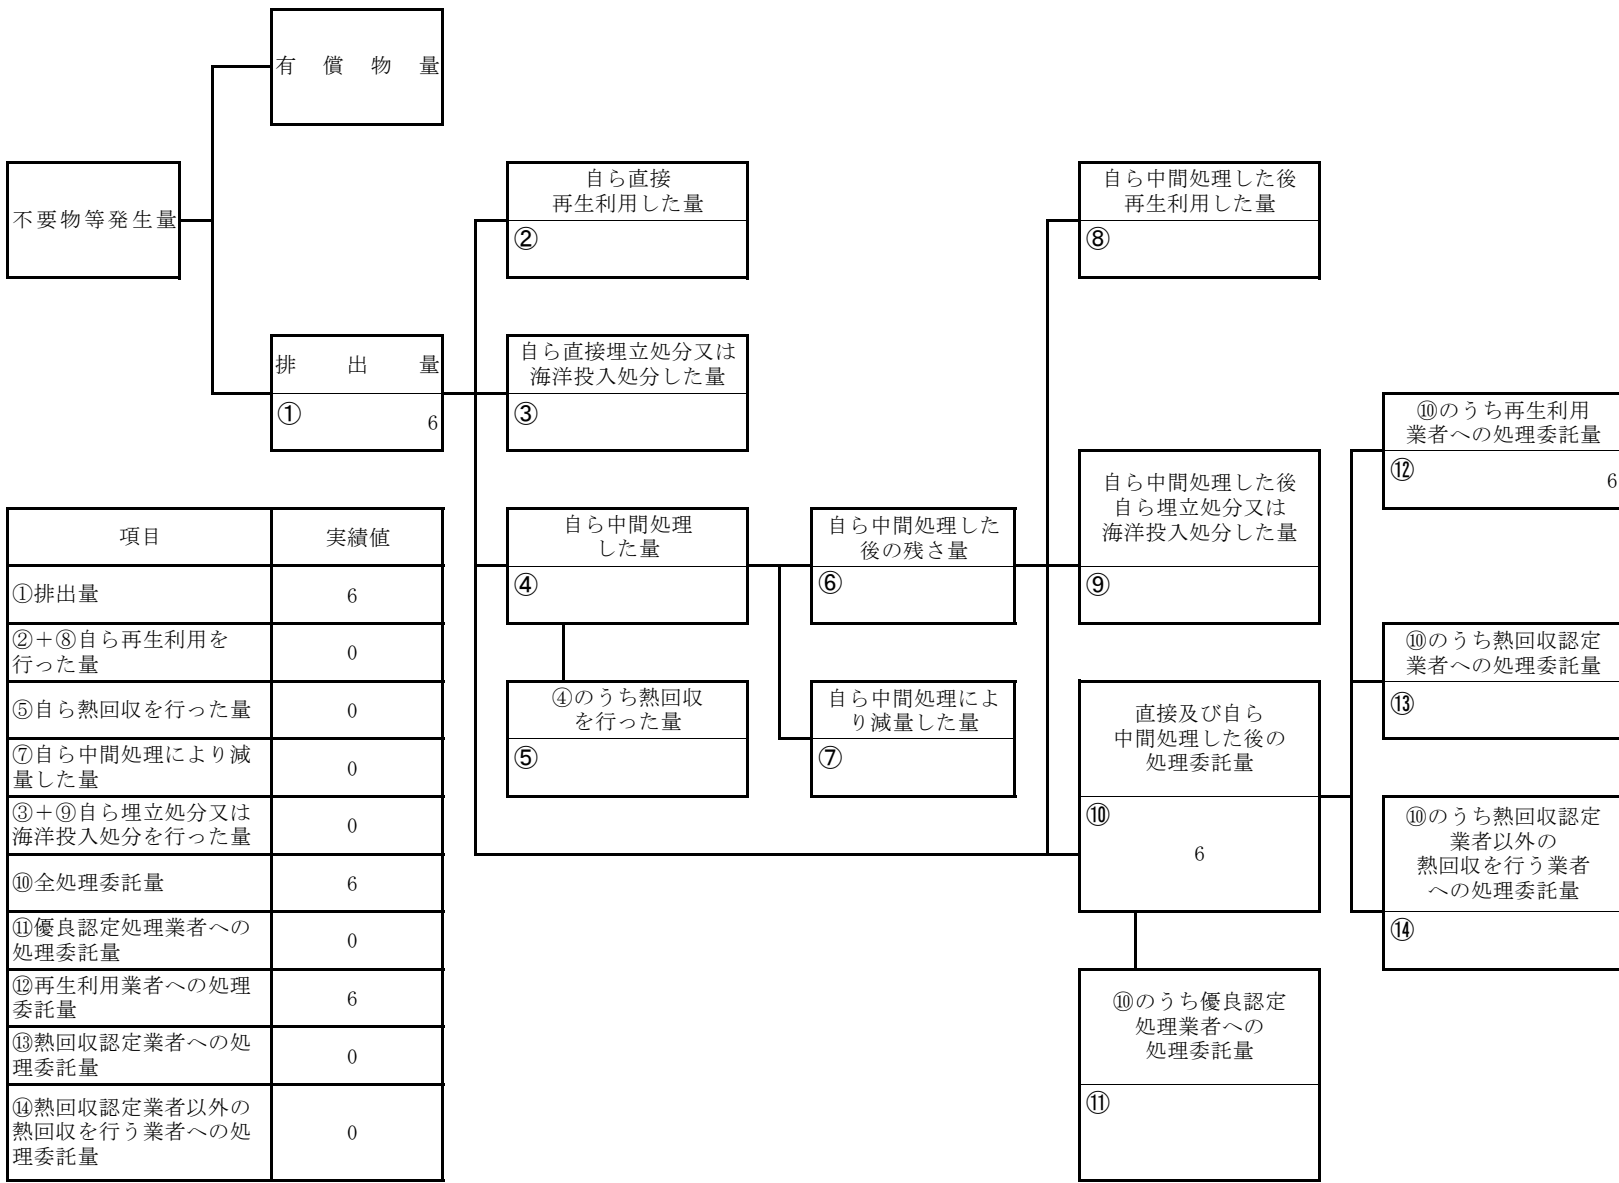 有償物量
不要物等発生量
排出量
①
6
自ら直接
再生利用した量
②
自ら直接埋立処分又は
海洋投入処分した量
③
自ら中間処理
した量
④
④のうち熱回収
を行った量
⑤
自ら中間処理した
後の残さ量
⑥
自ら中間処理によ
り減量した量
⑦
自ら中間処理した後
再生利用した量
⑧
自ら中間処理した後
自ら埋立処分又は
海洋投入処分した量
⑨
直接及び自ら
中間処理した後の
処理委託量
⑩
6
⑩のうち優良認定
処理業者への
処理委託量
⑪
⑩のうち再生利用
業者への処理委託量
⑫
6
⑩のうち熱回収認定
業者への処理委託量
⑬
⑩のうち熱回収認定
業者以外の
熱回収を行う業者
への処理委託量
⑭
項目 実績値
①排出量 6
②+⑧自ら再生利用を
行った量 0
⑤自ら熱回収を行った量 0
⑦自ら中間処理により減
量した量 0
③+⑨自ら埋立処分又は
海洋投入処分を行った量 0
⑩全処理委託量 6
⑪優良認定処理業者への
処理委託量 0
⑫再生利用業者への処理
委託量 6
⑬熱回収認定業者への処
理委託量 0
⑭熱回収認定業者以外の
熱回収を行う業者への処
理委託量 0